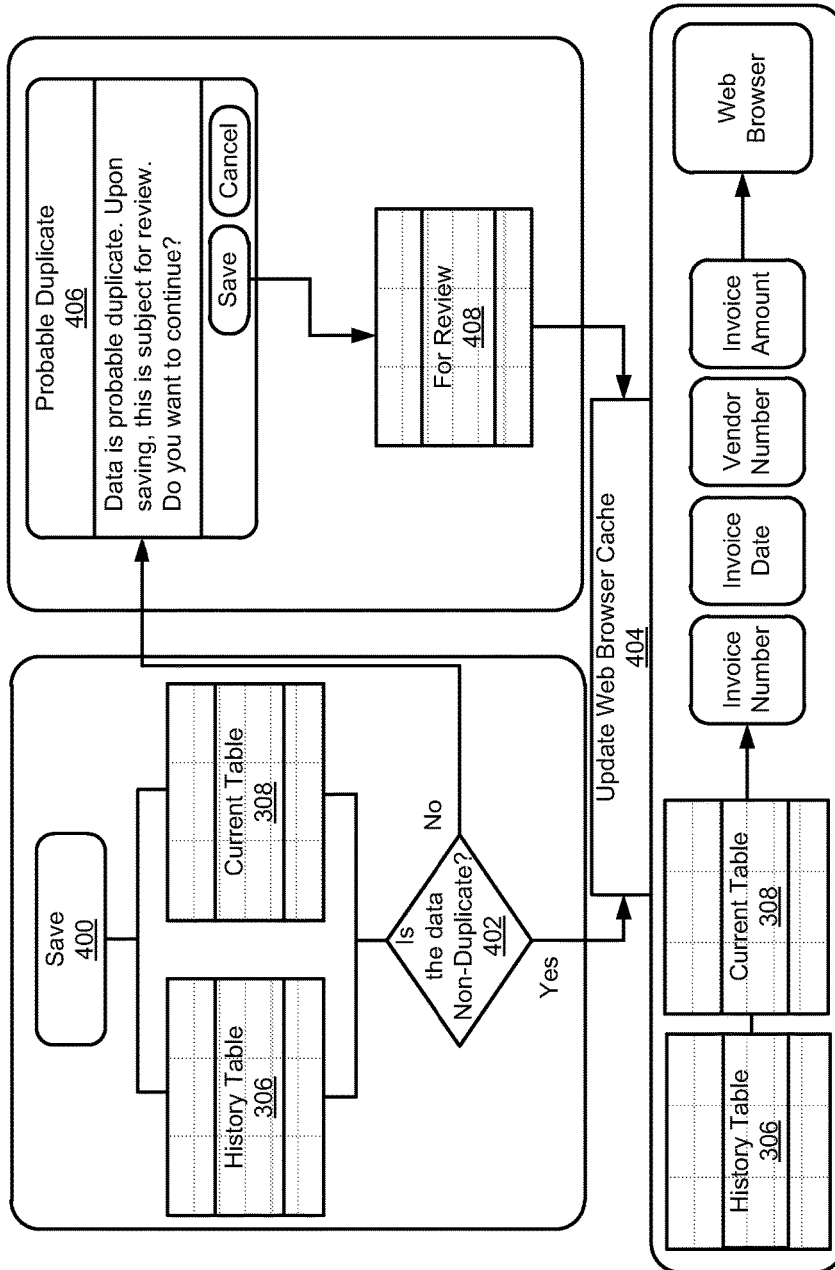 Save
400
History Table
306
Current Table
308
Is
the data
Non-Duplicate?
402
No
Yes
Probable Duplicate
406
Data is probable duplicate. Upon
saving, this is subject for review.
Do you want to continue?
Save
Cancel
For Review
408
Update Web Browser Cache
404
History Table
306
Current Table
308
Invoice
Number
Invoice
Date
Vendor
Number
Invoice
Amount
Web
Browser